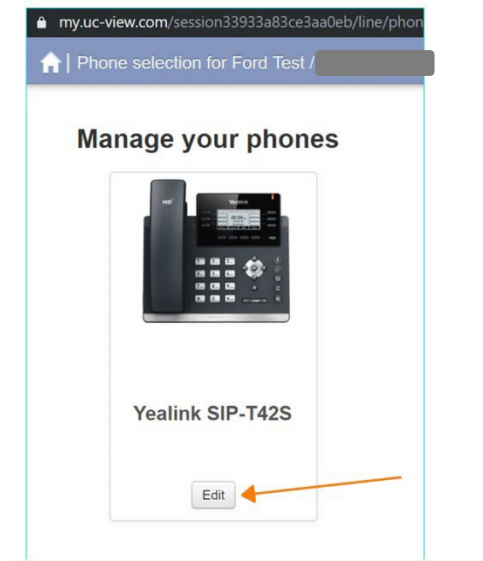 my.uc-view.com/session33933a83ce3aa0eb/line/phon
| Phone selection for Ford Test /
Manage your phones
Yealink
Yealink SIP-T42S
Edit